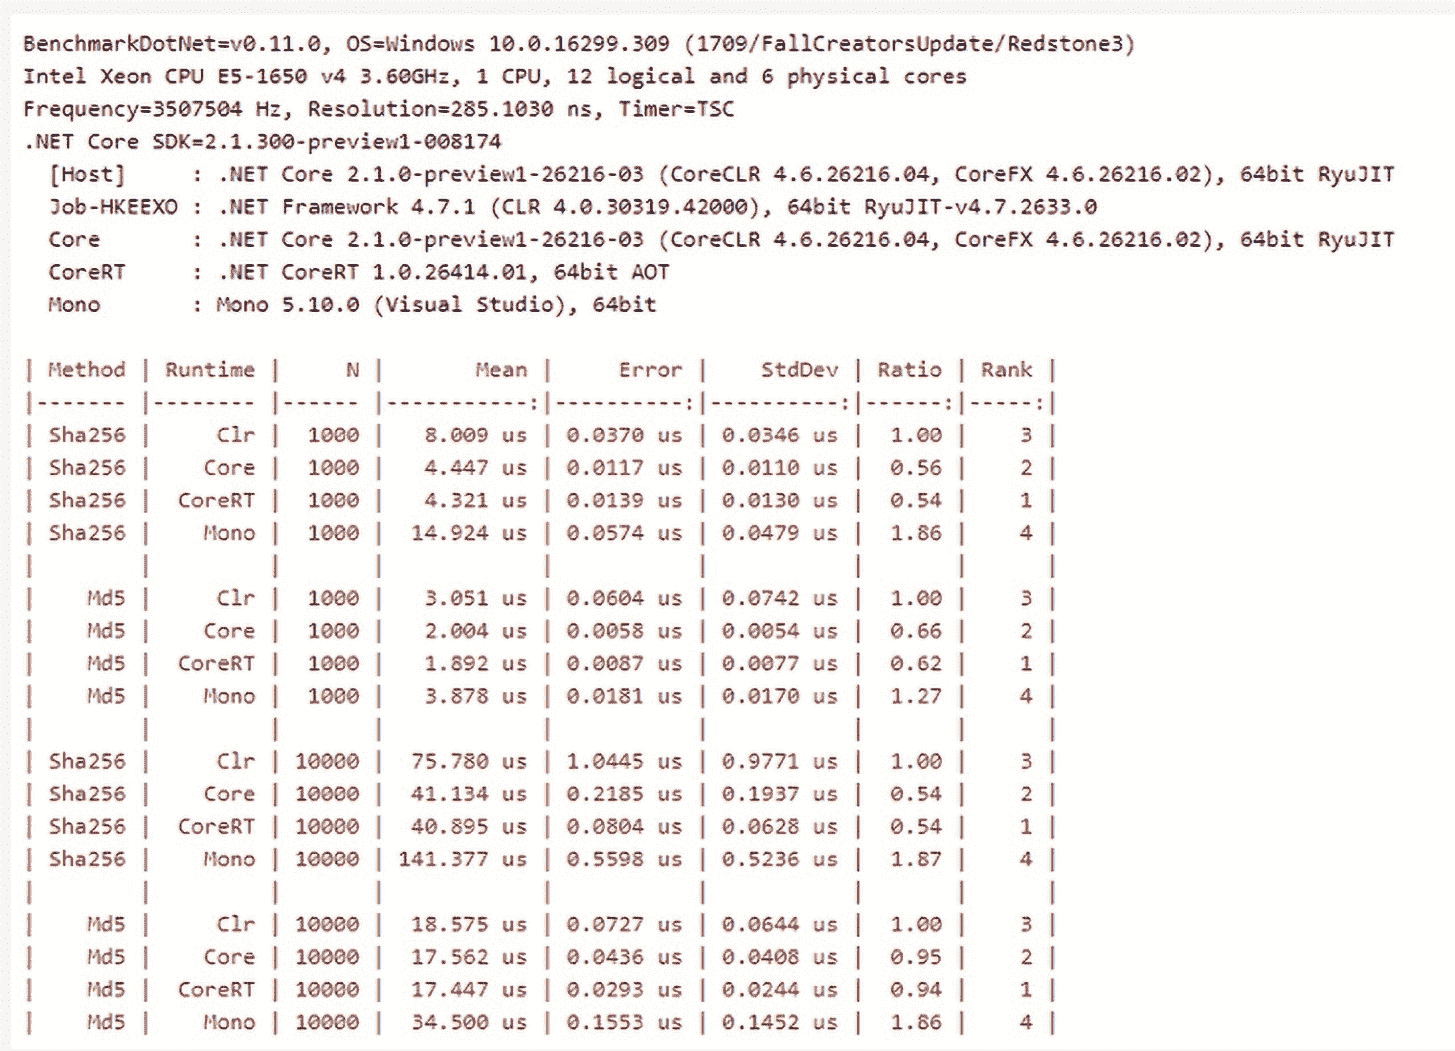 BenchmarkDotNet=v0.11.0, OS=Windows 10.0.16299.309 (1709/FallCreatorsUpdate/Redstone3)
Intel Xeon CPU E5-1650 v4 3.60GHz, 1 CPU, 12 logical and 6 physical cores
Frequency=3507504 Hz, Resolution=285.1030 ns, Timer=TSC
.NET Core SDK=2.1.300-preview1-008174
  [Host]     : .NET Core 2.1.0-preview1-26216-03 (CoreCLR 4.6.26216.04, CoreFX 4.6.26216.02), 64bit RyuJIT
  Job-HKEEXO : .NET Framework 4.7.1 (CLR 4.0.30319.42000), 64bit RyuJIT-v4.7.2633.0
  Core       : .NET Core 2.1.0-preview1-26216-03 (CoreCLR 4.6.26216.04, CoreFX 4.6.26216.02), 64bit RyuJIT
  CoreRT     : .NET CoreRT 1.0.26414.01, 64bit AOT
  Mono       : Mono 5.10.0 (Visual Studio), 64bit

| Method | Runtime |     N |       Mean |     Error |    StdDev | Ratio | Rank |
|------- |-------- |------ |-----------:|----------:|----------:|------:|-----:|
| Sha256 |     Clr |  1000 |   8.009 us | 0.0370 us | 0.0346 us |  1.00 |    3 |
| Sha256 |    Core |  1000 |   4.447 us | 0.0117 us | 0.0110 us |  0.56 |    2 |
| Sha256 |  CoreRT |  1000 |   4.321 us | 0.0139 us | 0.0130 us |  0.54 |    1 |
| Sha256 |    Mono |  1000 |  14.924 us | 0.0574 us | 0.0479 us |  1.86 |    4 |
|        |         |       |            |           |           |       |      |
|    Md5 |     Clr |  1000 |   3.051 us | 0.0604 us | 0.0742 us |  1.00 |    3 |
|    Md5 |    Core |  1000 |   2.004 us | 0.0058 us | 0.0054 us |  0.66 |    2 |
|    Md5 |  CoreRT |  1000 |   1.892 us | 0.0087 us | 0.0077 us |  0.62 |    1 |
|    Md5 |    Mono |  1000 |   3.878 us | 0.0181 us | 0.0170 us |  1.27 |    4 |
|        |         |       |            |           |           |       |      |
| Sha256 |     Clr | 10000 |  75.780 us | 1.0445 us | 0.9771 us |  1.00 |    3 |
| Sha256 |    Core | 10000 |  41.134 us | 0.2185 us | 0.1937 us |  0.54 |    2 |
| Sha256 |  CoreRT | 10000 |  40.895 us | 0.0804 us | 0.0628 us |  0.54 |    1 |
| Sha256 |    Mono | 10000 | 141.377 us | 0.5598 us | 0.5236 us |  1.87 |    4 |
|        |         |       |            |           |           |       |      |
|    Md5 |     Clr | 10000 |  18.575 us | 0.0727 us | 0.0644 us |  1.00 |    3 |
|    Md5 |    Core | 10000 |  17.562 us | 0.0436 us | 0.0408 us |  0.95 |    2 |
|    Md5 |  CoreRT | 10000 |  17.447 us | 0.0293 us | 0.0244 us |  0.94 |    1 |
|    Md5 |    Mono | 10000 |  34.500 us | 0.1553 us | 0.1452 us |  1.86 |    4 |